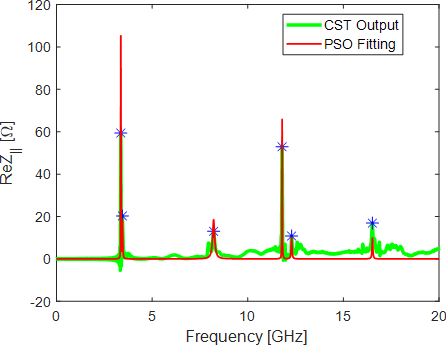 120
100
80
60
40
20
0
-20
ReZ|| [Ω]
CST Output
PSO Fitting
0 5 10 15 20
Frequency [GHz]